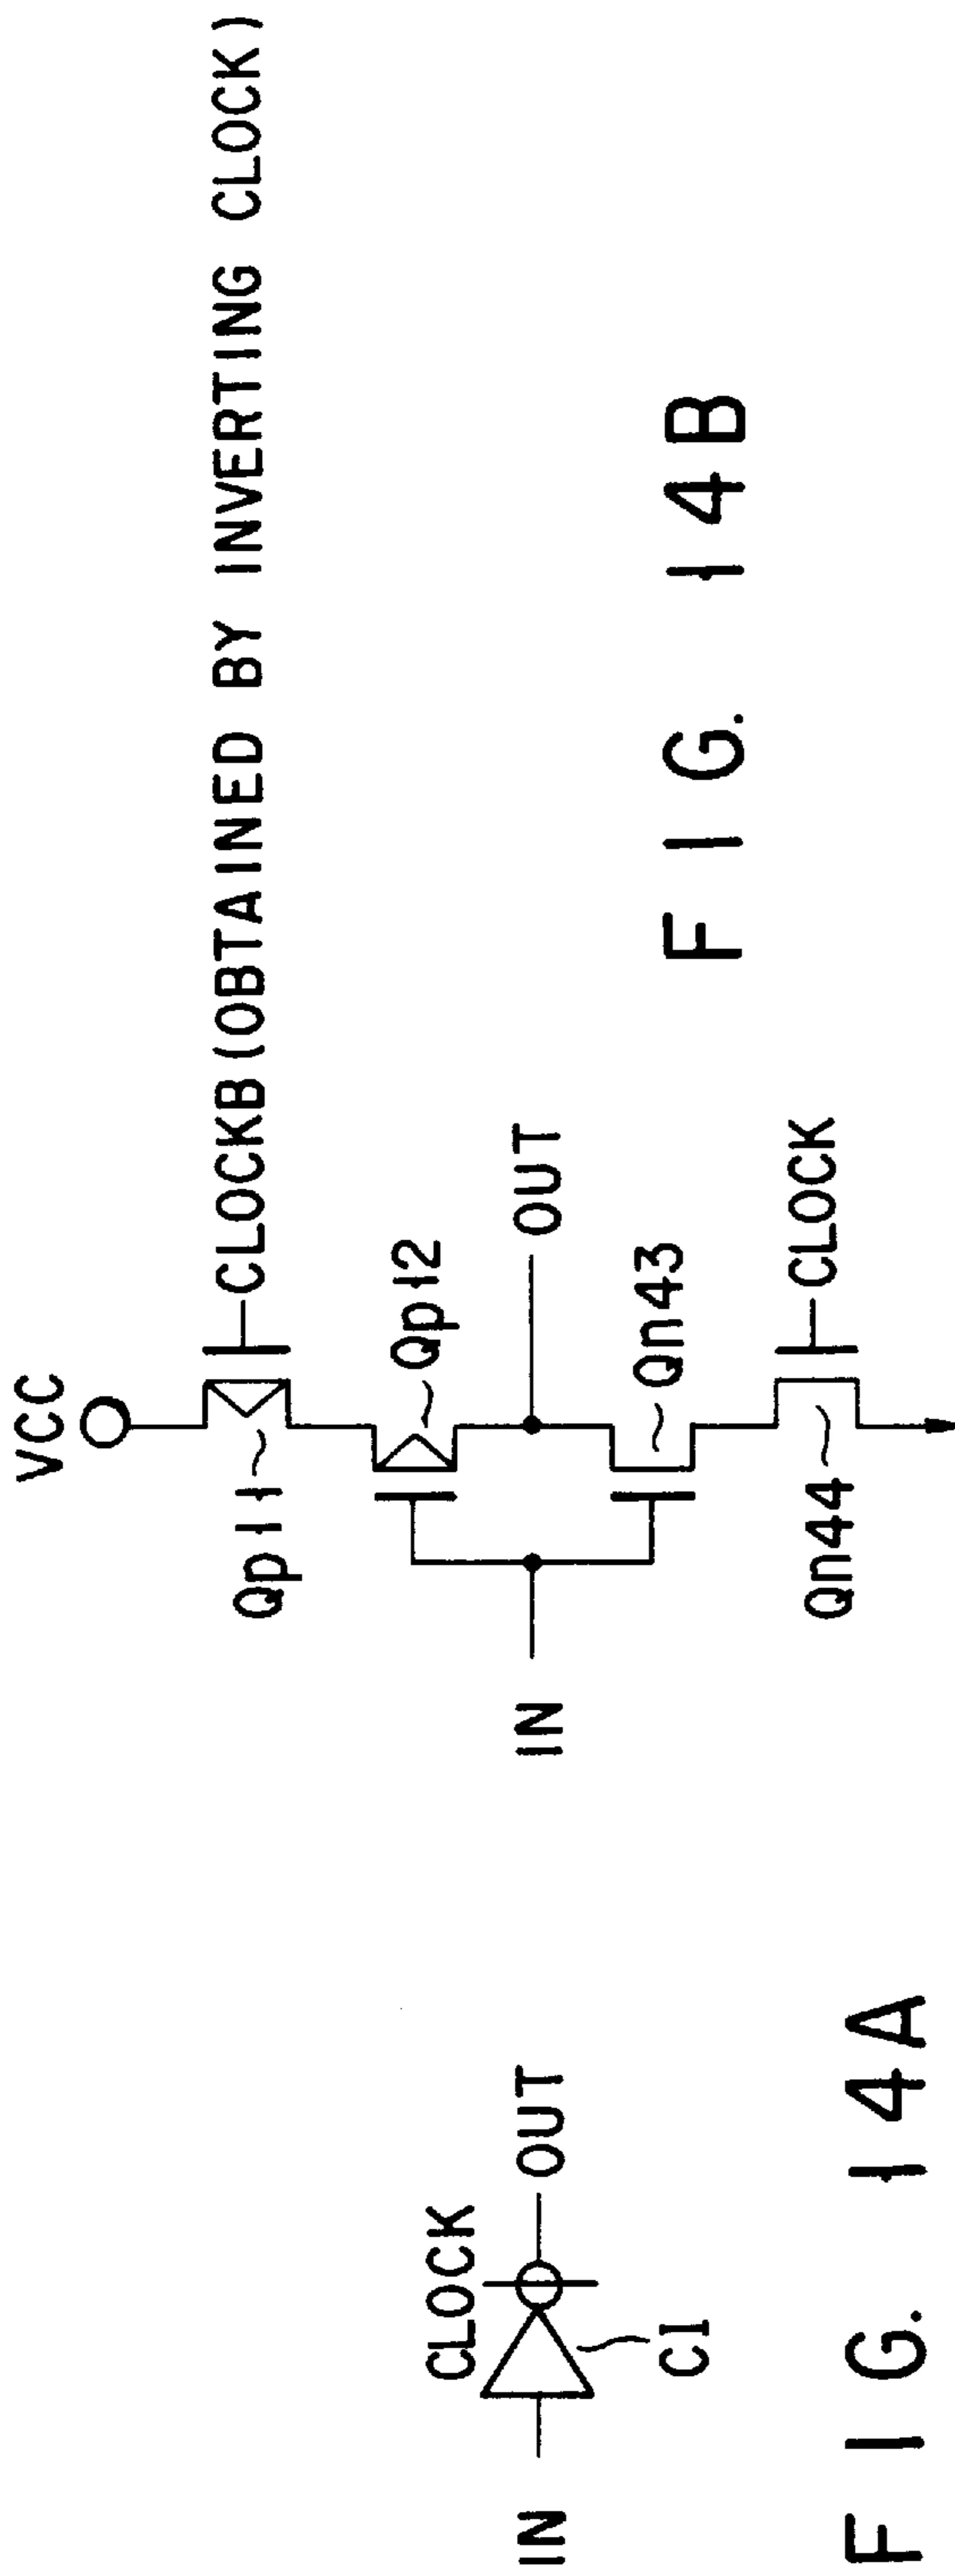 IN
CLOCK
OUT
CI
FIG. 14A
VCC
Qp11
CLOCKB(OBTAINED BY INVERTING CLOCK)
Qp12
IN
OUT
Qn43
Qn44
CLOCK
FIG. 14B